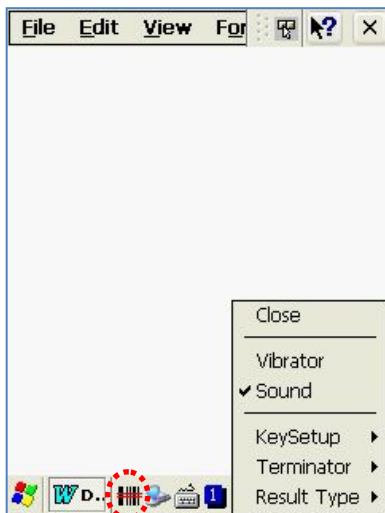 File Edit View For
Close
Vibrator
Sound
KeySetup
Terminator
Result Type
W D..
1